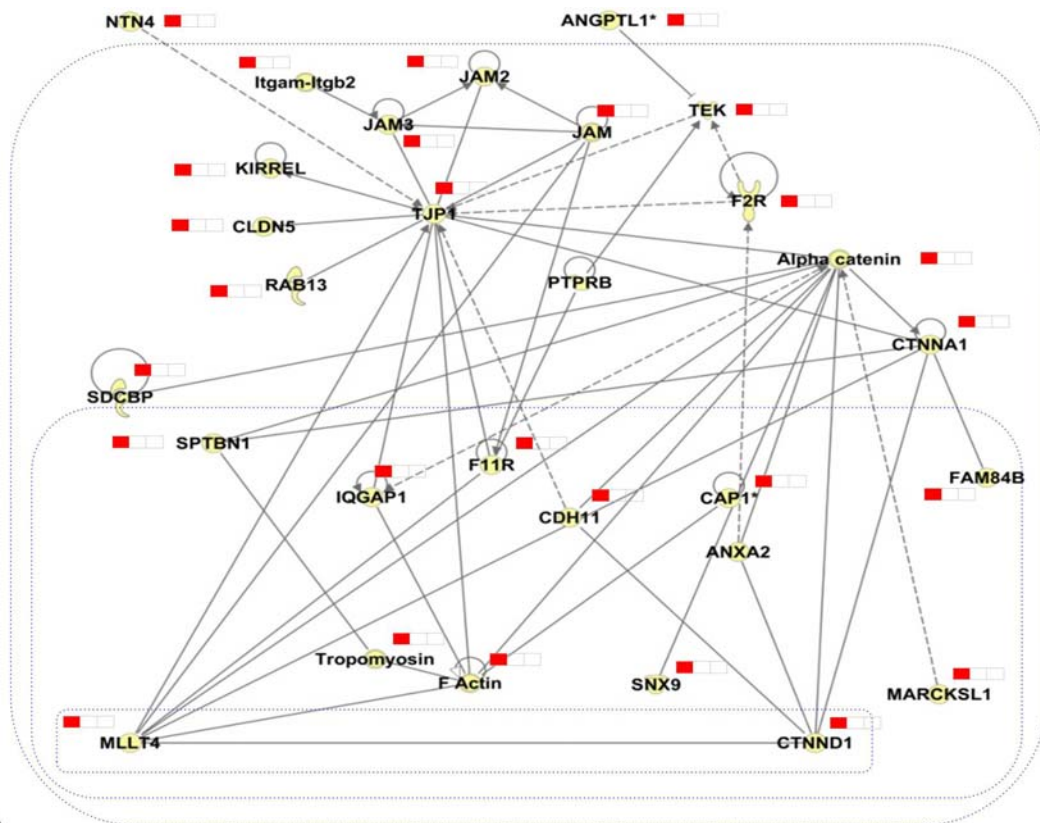 NTN4
ANGPTL1*
Itgam-Itgb2
JAM2
TEK
JAM3
JAM
KIRREL
F2R
TJP1
CLDN5
Alpha catenin
RAB13
PTPRB
CTNNA1
SDCBP
SPTBN1
F11R
FAM84B
IQGAP1
CAP1*
CDH11
ANXA2
Tropomyosin
F Actin
SNX9
MARCKSL1
MLLT4
CTNND1